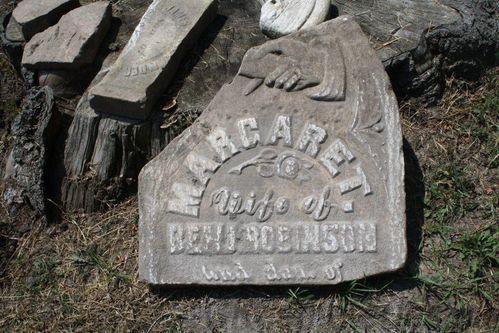 MARGARET.
Wife of
BENJ. ROBINSON
and dau of